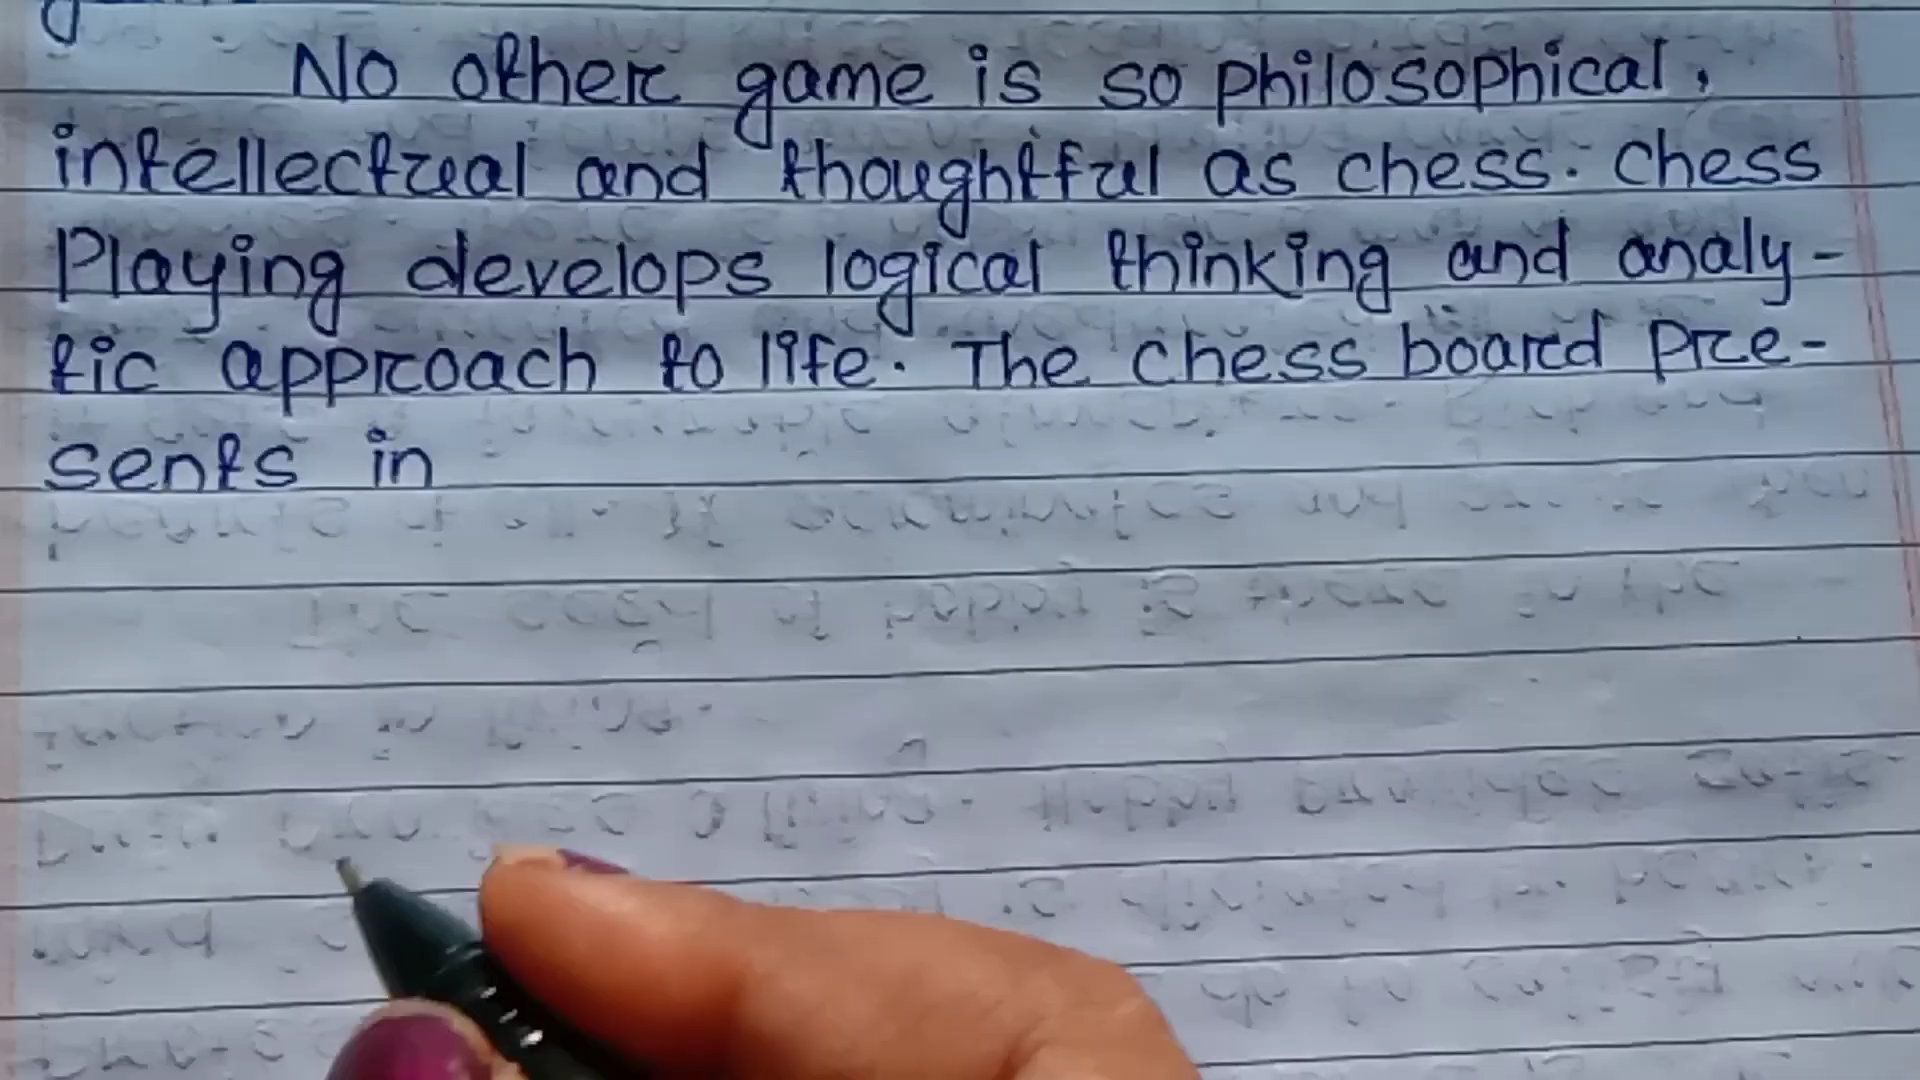 No other game is so philosophical,
intellectual and thoughtful as chess. Chess
Playing develops logical thinking and analy-
tic approach to life. The chess board pre-
sents in